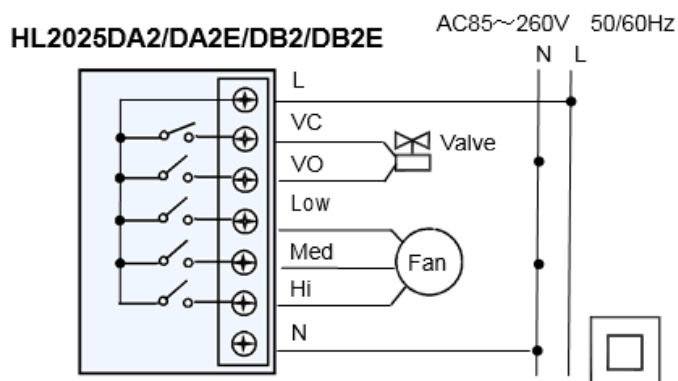 HL2025DA2/DA2E/DB2/DB2E
AC85~260V 50/60Hz
N L
L
VC
Valve
VO
Low
Med
Fan
Hi
N